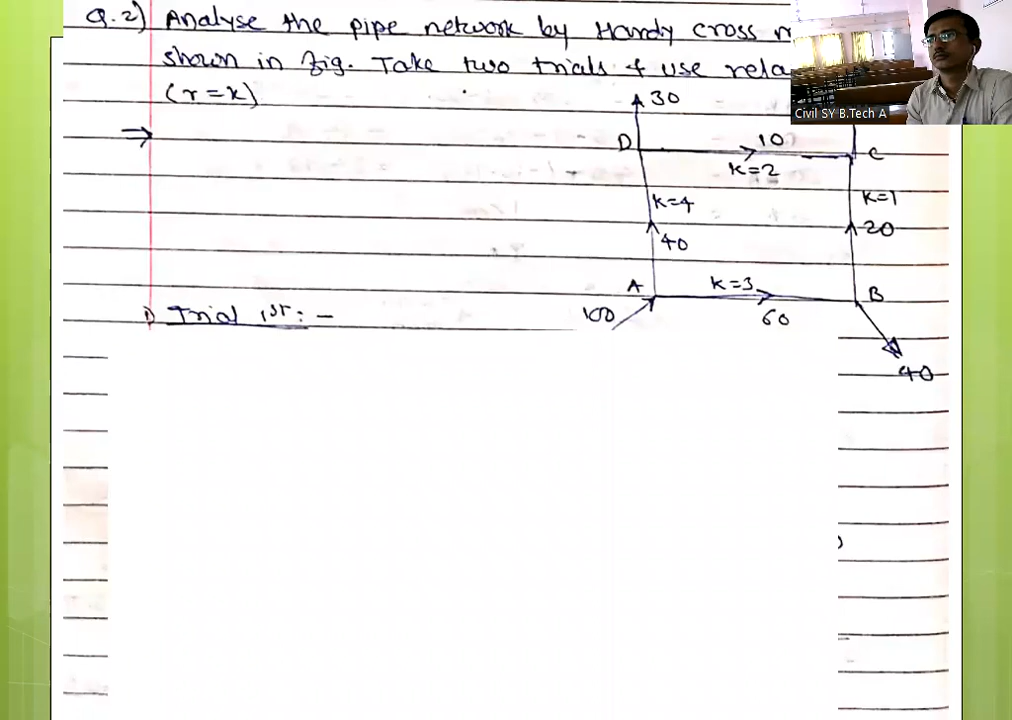 Q.2) Analyse the pipe network by Hardy cross
shown in fig. Take two trials & use
(r=k)
30
Civil SY B.Tech A
D
10
C
k=2
k=4
k=1
40
20
A
k=3
B
1) Trial 1st: -
100
60
40